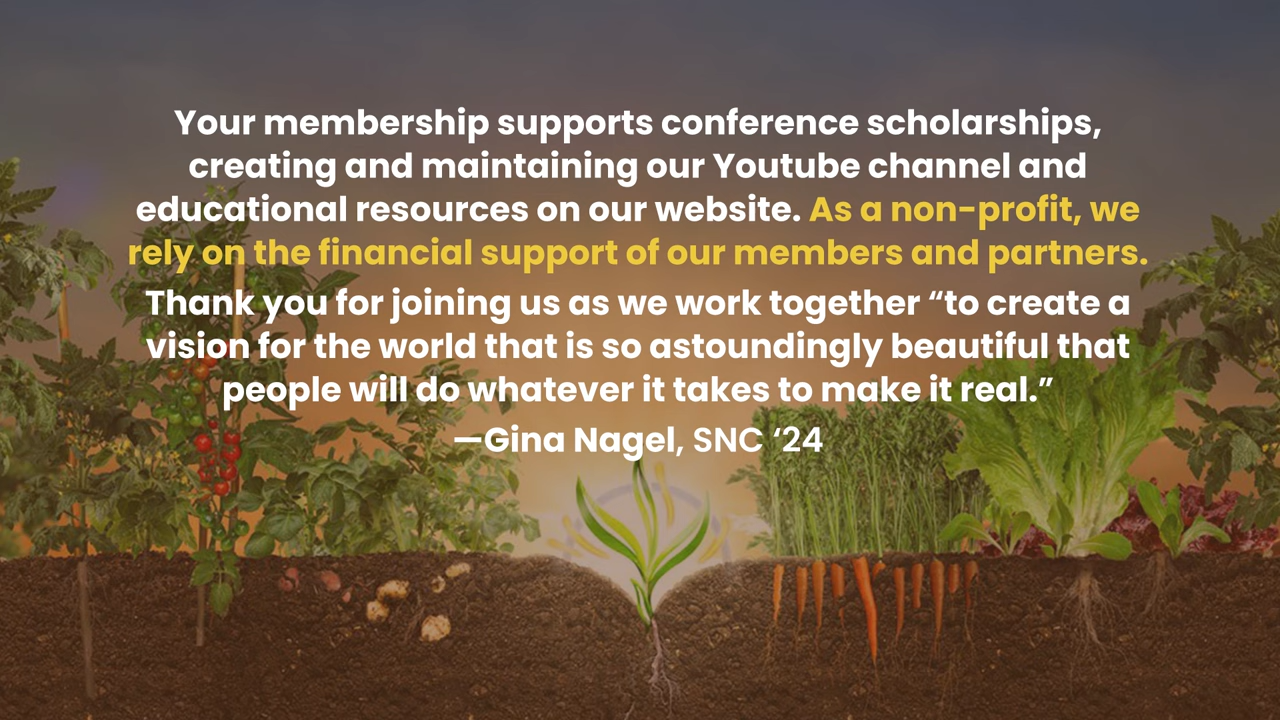 Your membership supports conference scholarships,
creating and maintaining our Youtube channel and
educational resources on our website. As a non-profit, we
rely on the financial support of our members and partners.
Thank you for joining us as we work together “to create a
vision for the world that is so astoundingly beautiful that
people will do whatever it takes to make it real.”
—Gina Nagel, SNC ‘24